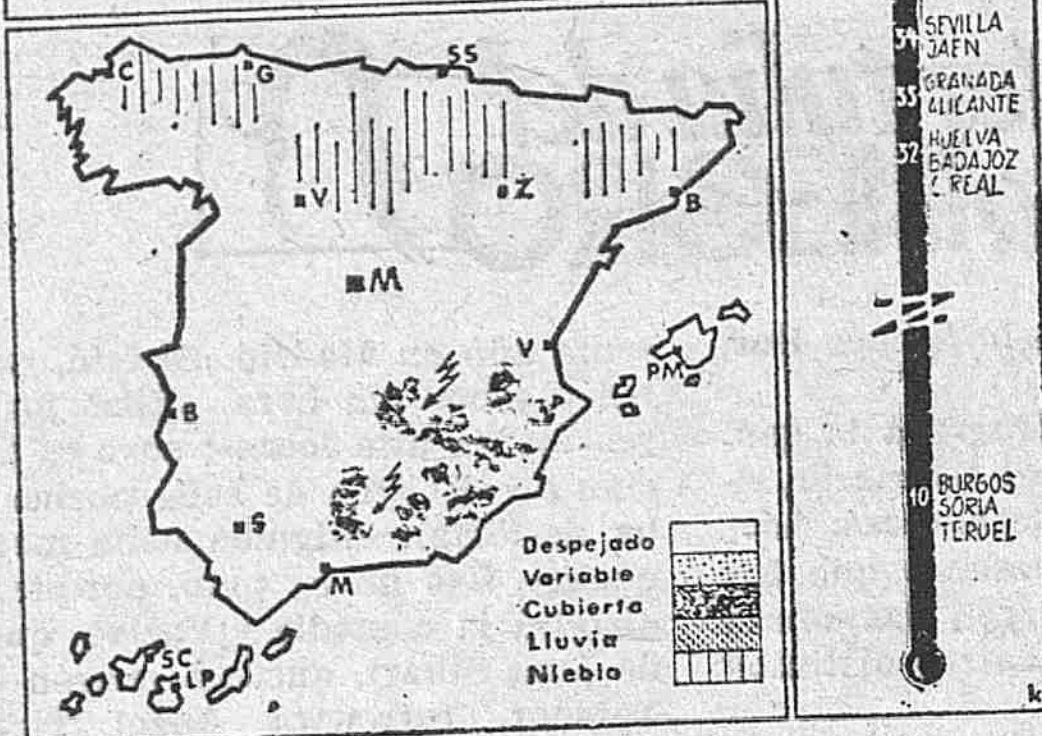 C
G
SS
V
Z
B
M
V
PM
B
S
M
SC
LP
Despejado
Variable
Cubierto
Lluvia
Niebla
34 SEVILLA
JAEN
33 GRANADA
ALICANTE
32 HUELVA
BADAJOZ
C REAL
10 BURGOS
SORIA
TERUEL
k